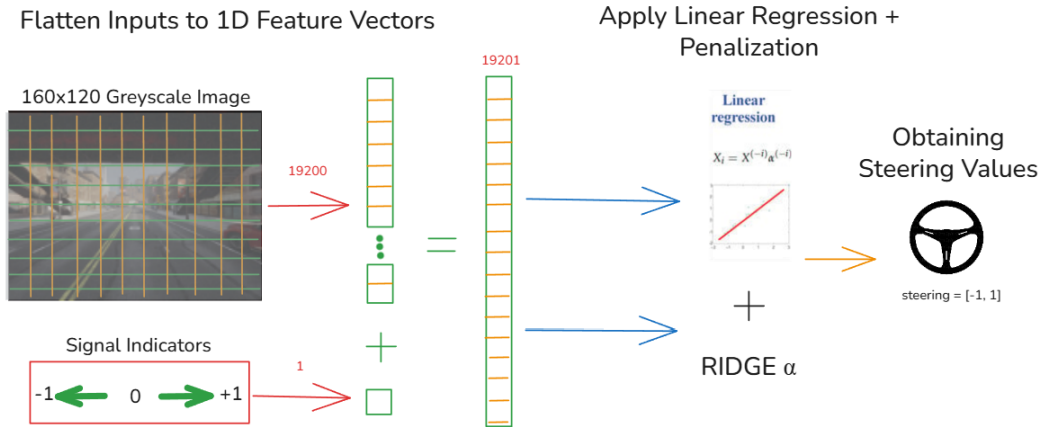 Flatten Inputs to 1D Feature Vectors
Apply Linear Regression +
Penalization
19201
160x120 Greyscale Image
Linear
regression
X_i = X^(-i) α^(-i)
Obtaining
Steering Values
19200
steering = [-1, 1]
Signal Indicators
1
-1 0 +1
RIDGE α